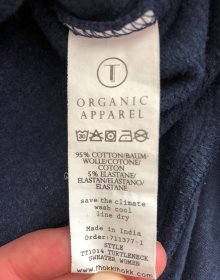 T
ORGANIC
APPAREL
30
95% COTTON/BAUM-
WOLLE/COTONE/
COTON
5% ELASTANE/
ELASTAN/ELASTANO/
ELASTANE
save the climate
wash cool
line dry
Made in India
Order:711377-1
STYLE
TT1014 TURTLENECK
SWEATER WOMEN
www.thokkthokk.com